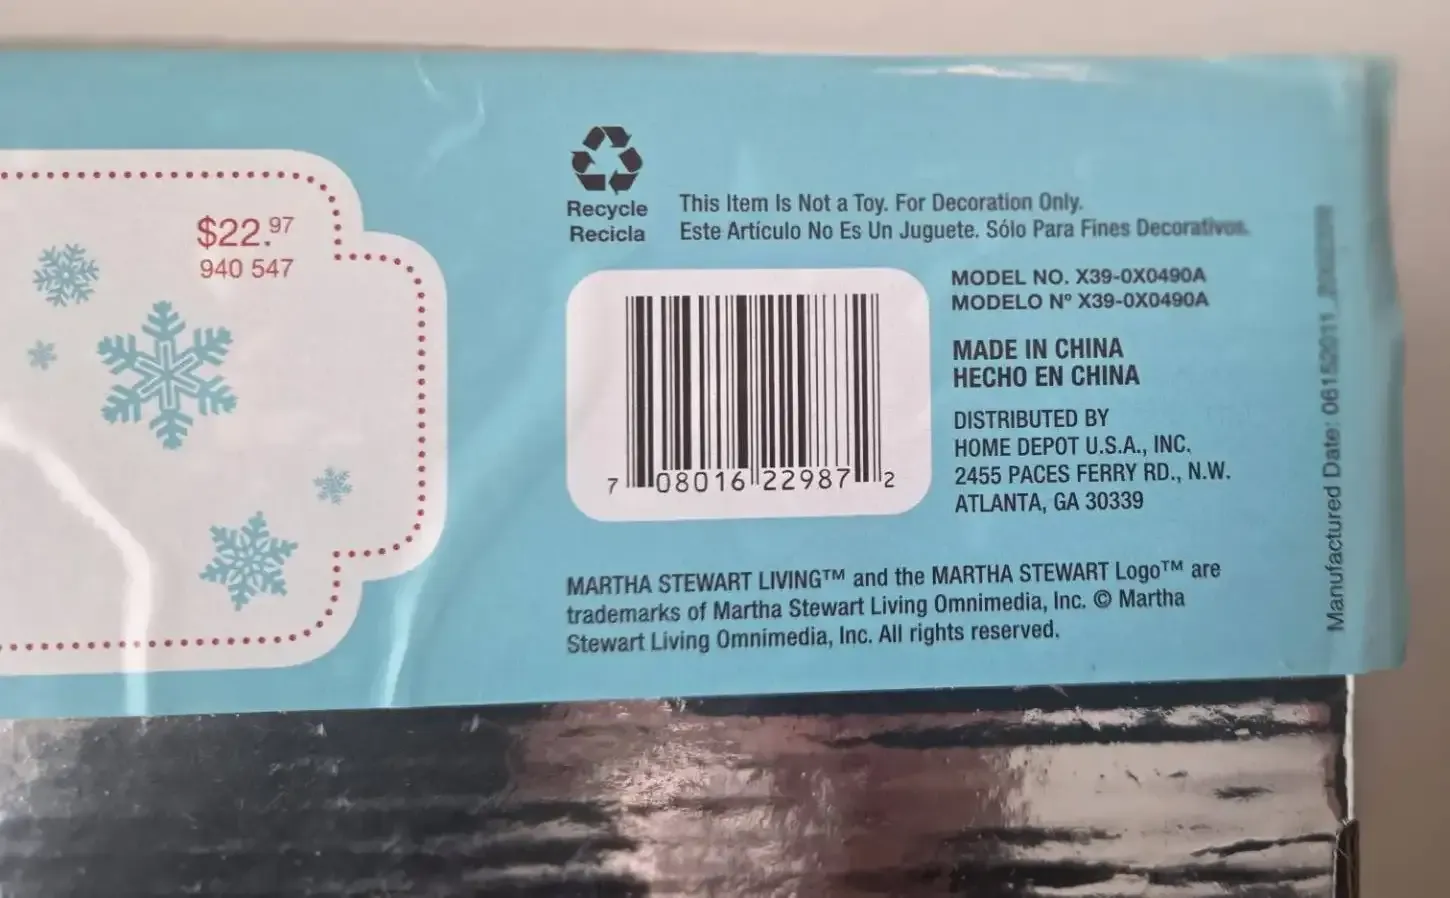 $22.97
940 547
Recycle
Recicla
This Item Is Not a Toy. For Decoration Only.
Este Artículo No Es Un Juguete. Sólo Para Fines Decorativos.
MODEL NO. X39-0X0490A
MODELO Nº X39-0X0490A
MADE IN CHINA
HECHO EN CHINA
DISTRIBUTED BY
HOME DEPOT U.S.A., INC.
2455 PACES FERRY RD., N.W.
ATLANTA, GA 30339
7 08016 22987 2
MARTHA STEWART LIVING™ and the MARTHA STEWART Logo™ are
trademarks of Martha Stewart Living Omnimedia, Inc. © Martha
Stewart Living Omnimedia, Inc. All rights reserved.
Manufactured Date: